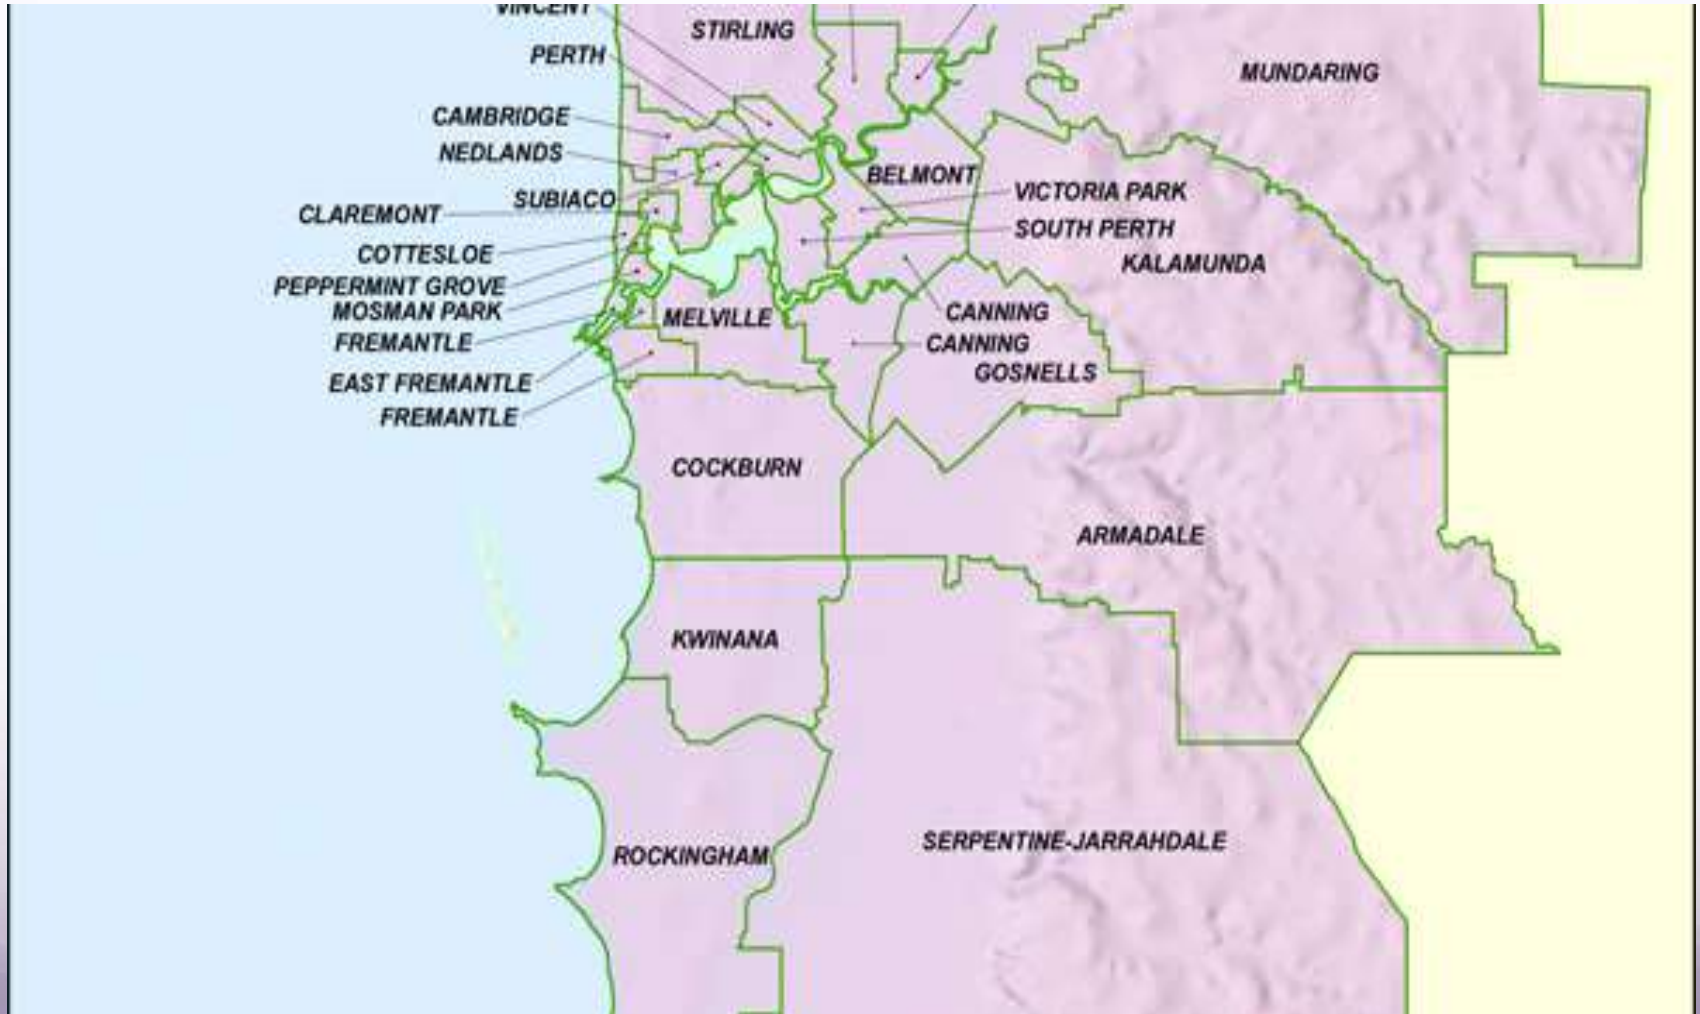 VINCENT
STIRLING
PERTH
MUNDARING
CAMBRIDGE
NEDLANDS
BELMONT
VICTORIA PARK
SUBIACO
CLAREMONT
SOUTH PERTH
COTTESLOE
KALAMUNDA
PEPPERMINT GROVE
MOSMAN PARK
MELVILLE
CANNING
FREMANTLE
CANNING
GOSNELLS
EAST FREMANTLE
FREMANTLE
COCKBURN
ARMADALE
KWINANA
SERPENTINE-JARRAHDALE
ROCKINGHAM